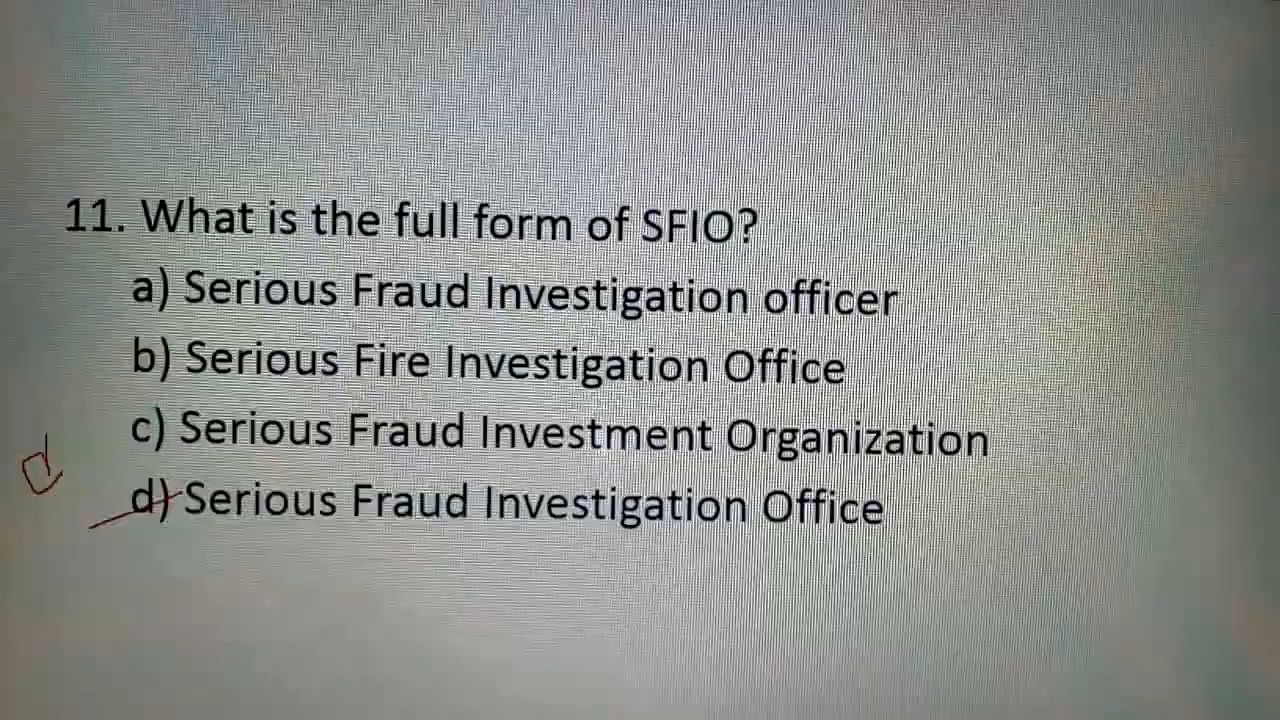 11. What is the full form of SFIO?
a) Serious Fraud Investigation officer
b) Serious Fire Investigation Office
c) Serious Fraud Investment Organization
d
d) Serious Fraud Investigation Office